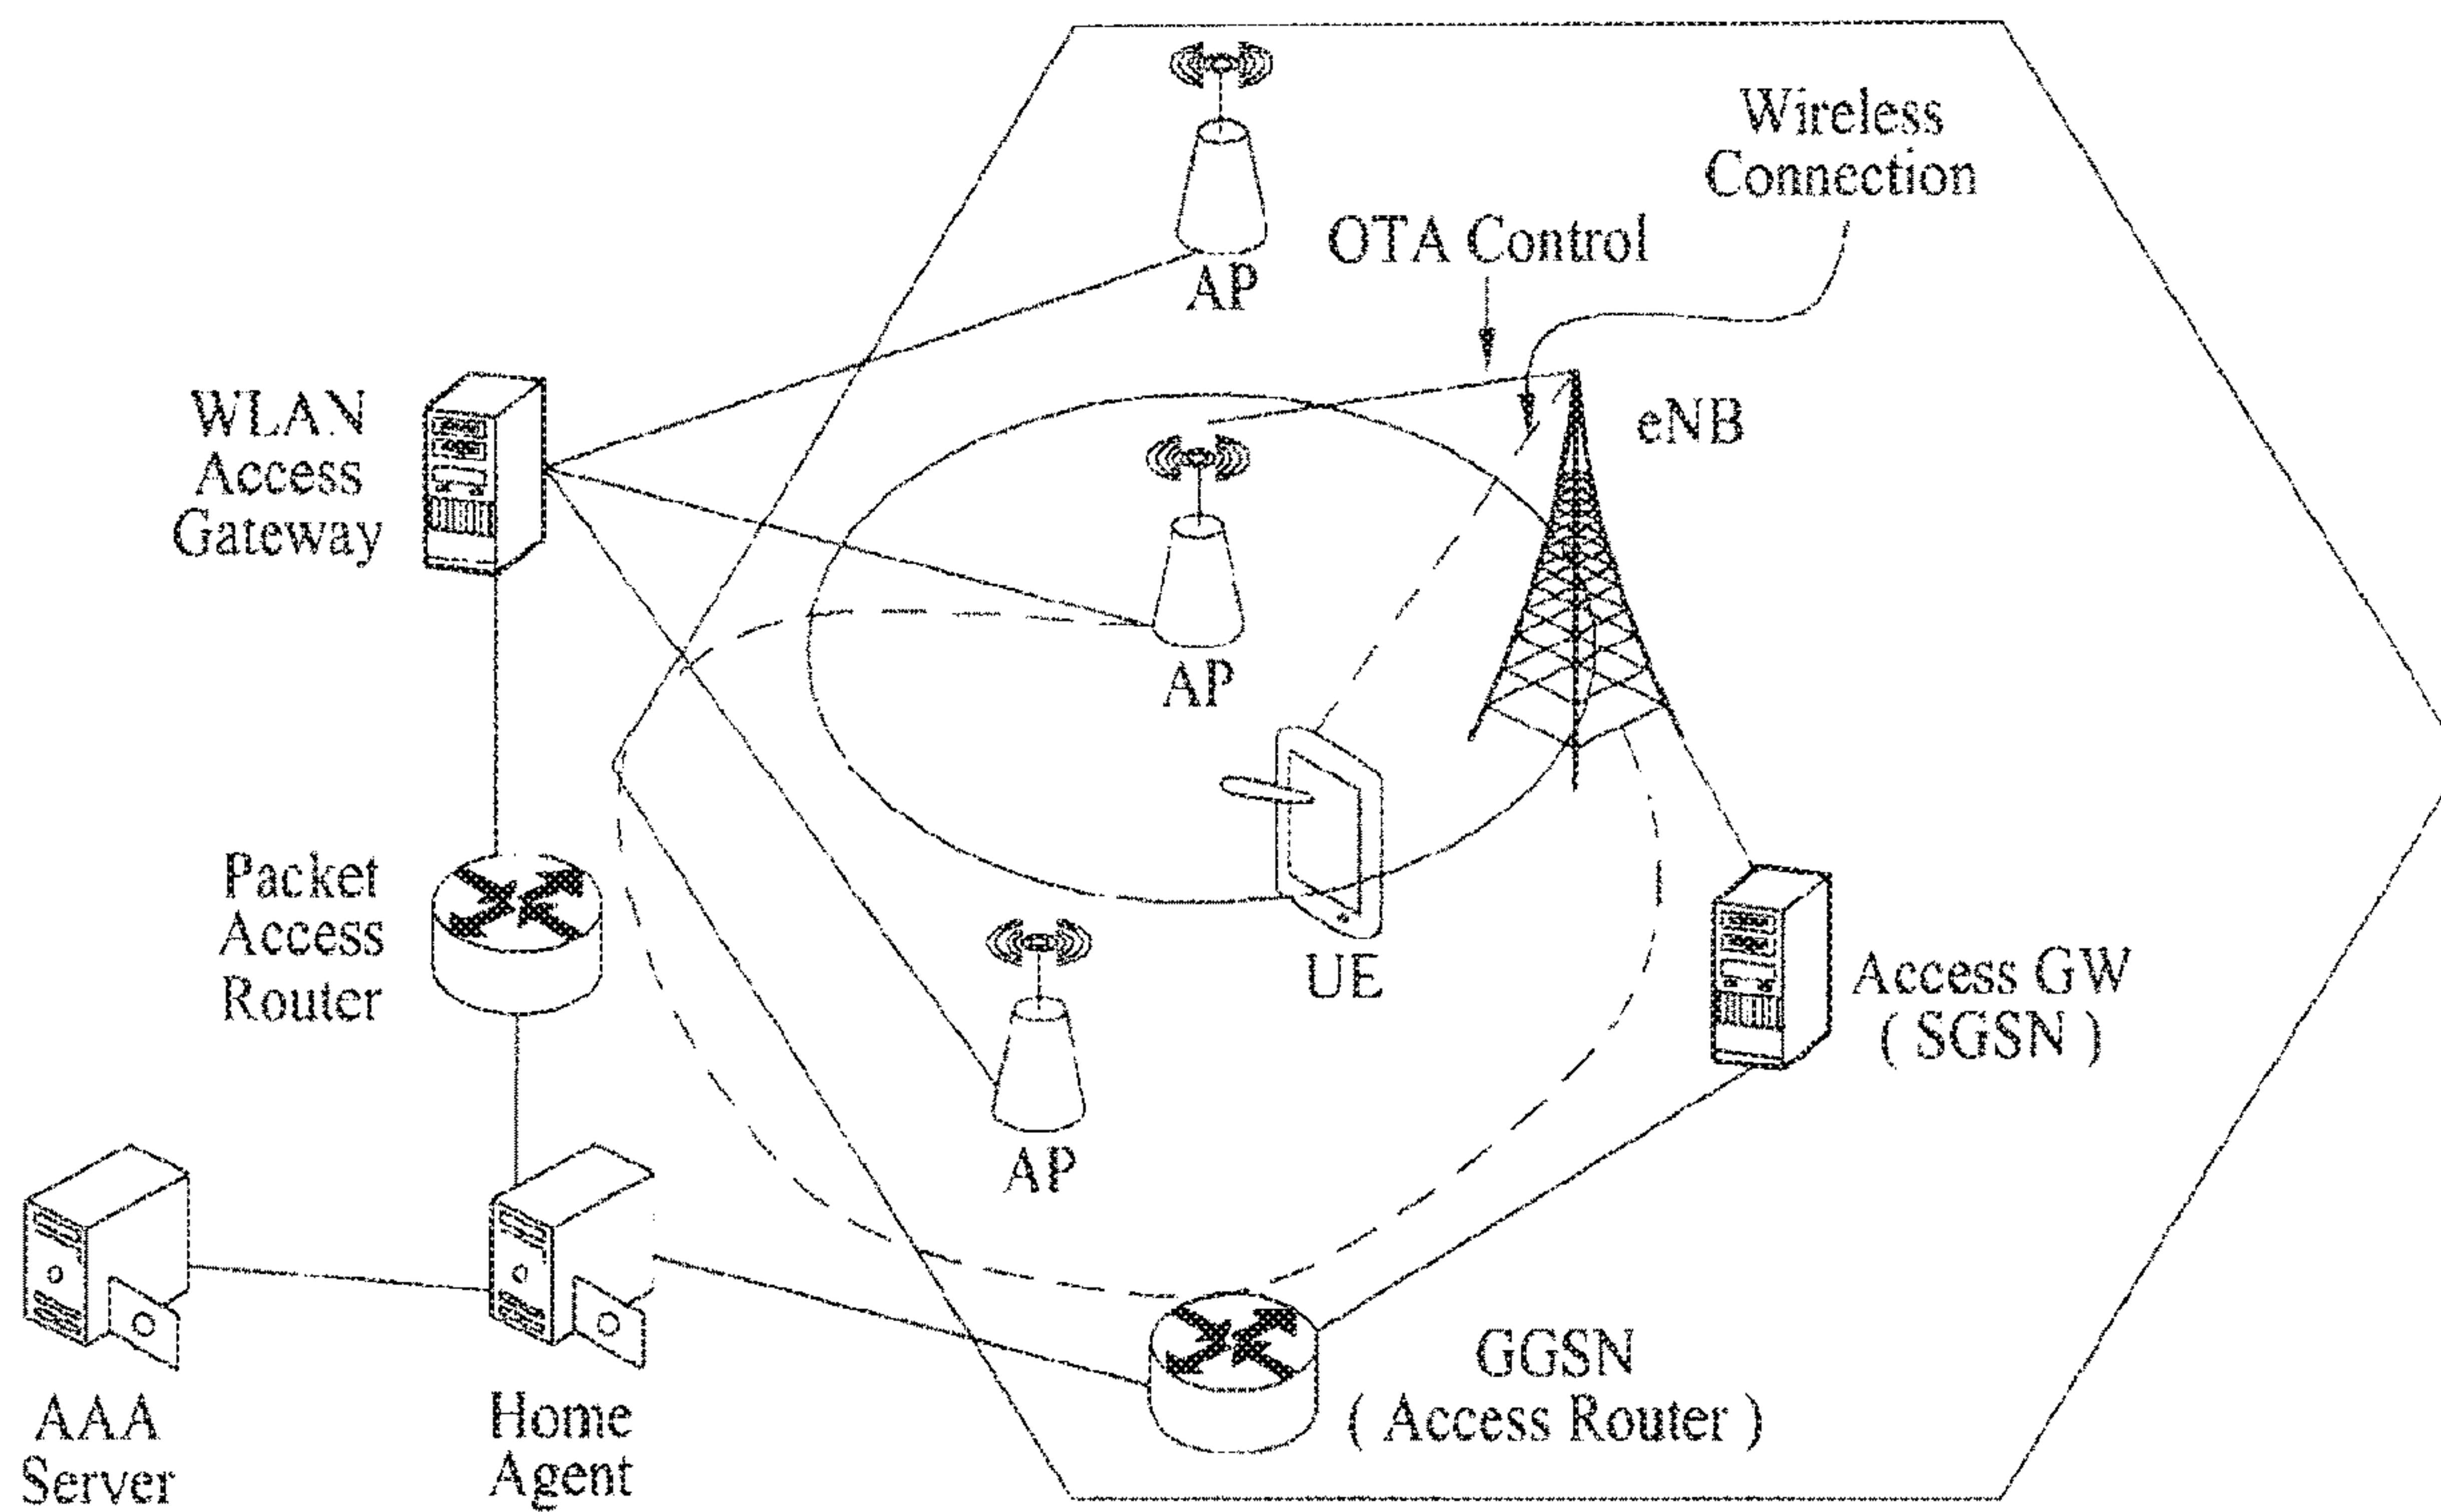 Wireless
Connection
OTA Control
AP
WLAN
Access
Gateway
eNB
AP
Packet
Access
Router
UE
Access GW
( SGSN )
AP
GGSN
( Access Router )
AAA
Server
Home
Agent